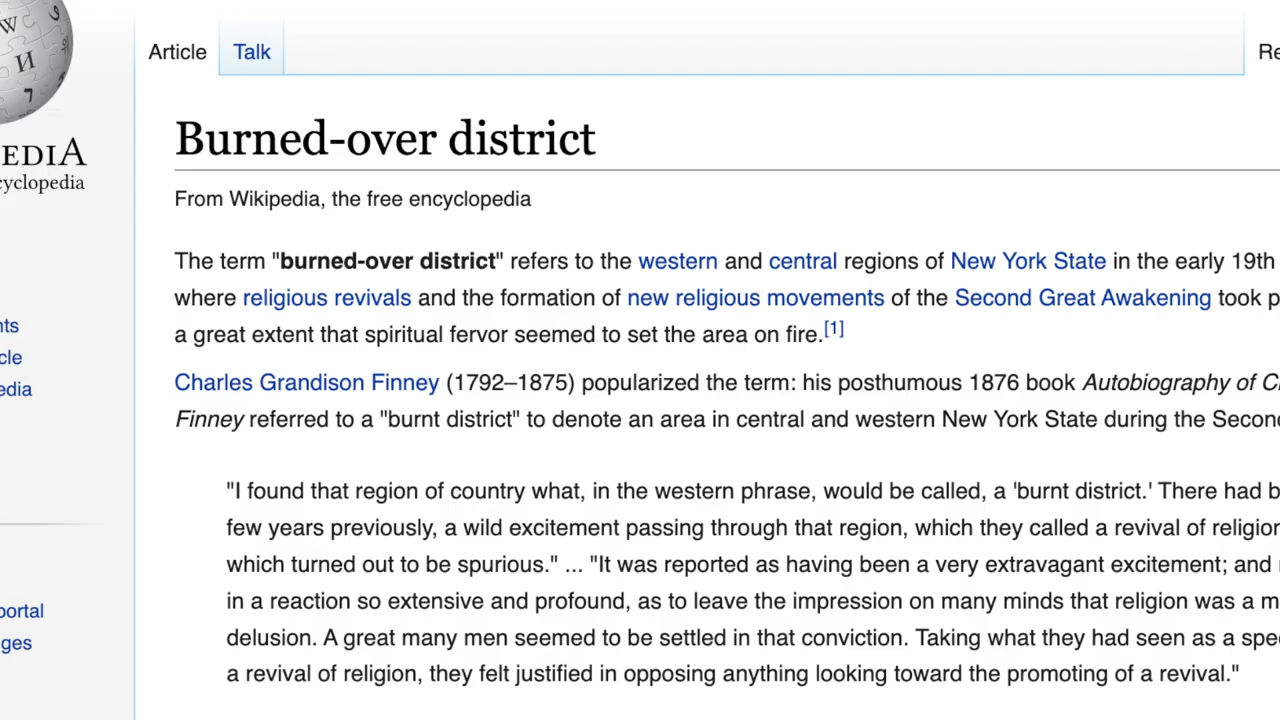 W
И
7
Article
Talk
EDIA
Burned-over district
From Wikipedia, the free encyclopedia
The term "burned-over district" refers to the western and central regions of New York State in the early 19th
where religious revivals and the formation of new religious movements of the Second Great Awakening took
a great extent that spiritual fervor seemed to set the area on fire.[1]
Charles Grandison Finney (1792–1875) popularized the term: his posthumous 1876 book Autobiography of
Finney referred to a "burnt district" to denote an area in central and western New York State during the
"I found that region of country what, in the western phrase, would be called, a 'burnt district.' There had
few years previously, a wild excitement passing through that region, which they called a revival of religion
which turned out to be spurious." ... "It was reported as having been a very extravagant excitement; and
in a reaction so extensive and profound, as to leave the impression on many minds that religion was a
delusion. A great many men seemed to be settled in that conviction. Taking what they had seen as a
a revival of religion, they felt justified in opposing anything looking toward the promoting of a revival."